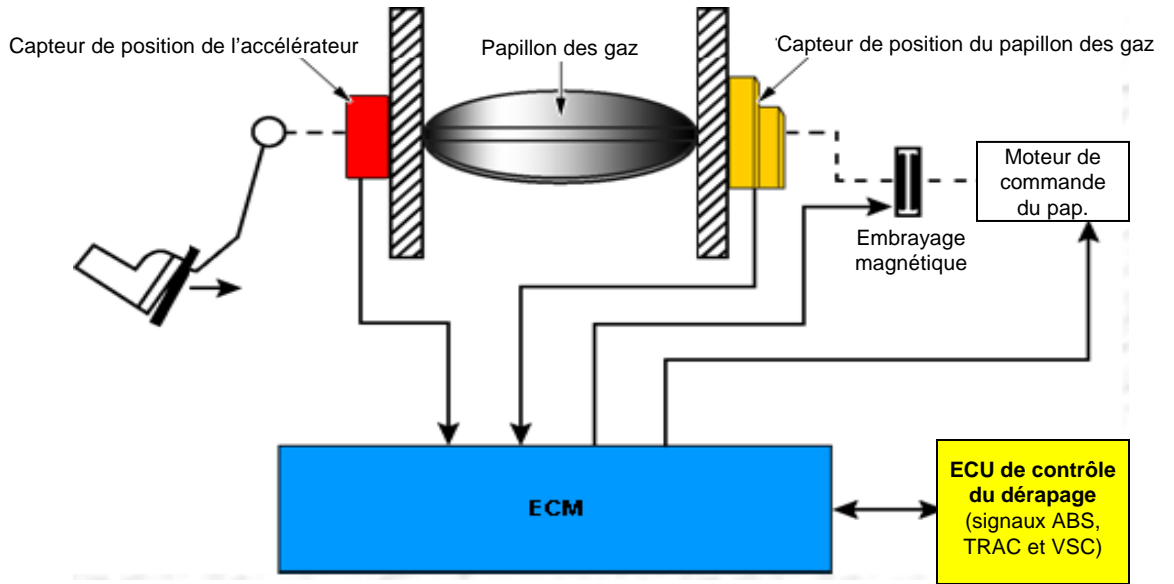 Capteur de position de l’accélérateur
Papillon des gaz
Capteur de position du papillon des gaz
Moteur de
commande
du pap.
Embrayage
magnétique
ECM
ECU de contrôle
du dérapage
(signaux ABS,
TRAC et VSC)